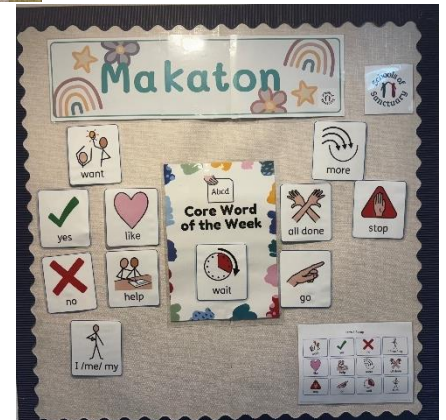 Makaton
Schools of
Sanctuary
want
more
Abcd
Core Word
of the Week
yes
like
all done
stop
wait
no
help
go
I /me/ my